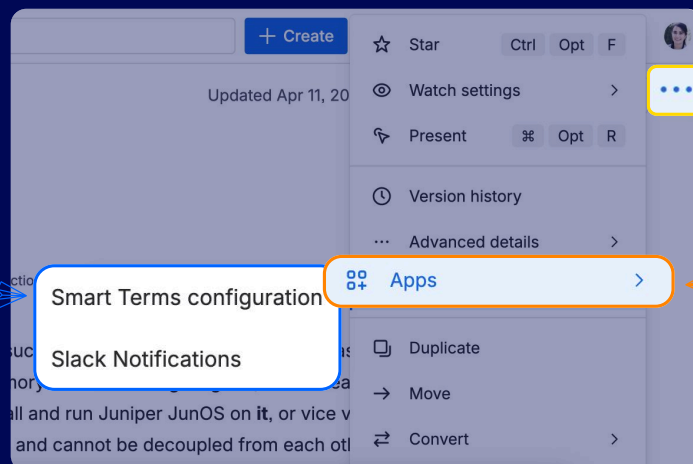 + Create
Updated Apr 11, 20
Star Ctrl Opt F
Watch settings
Present ⌘ Opt R
Version history
Advanced details
Apps
Smart Terms configuration
Slack Notifications
Duplicate
Move
Convert
all and run Juniper JunOS on it, or vice v
and cannot be decoupled from each oth